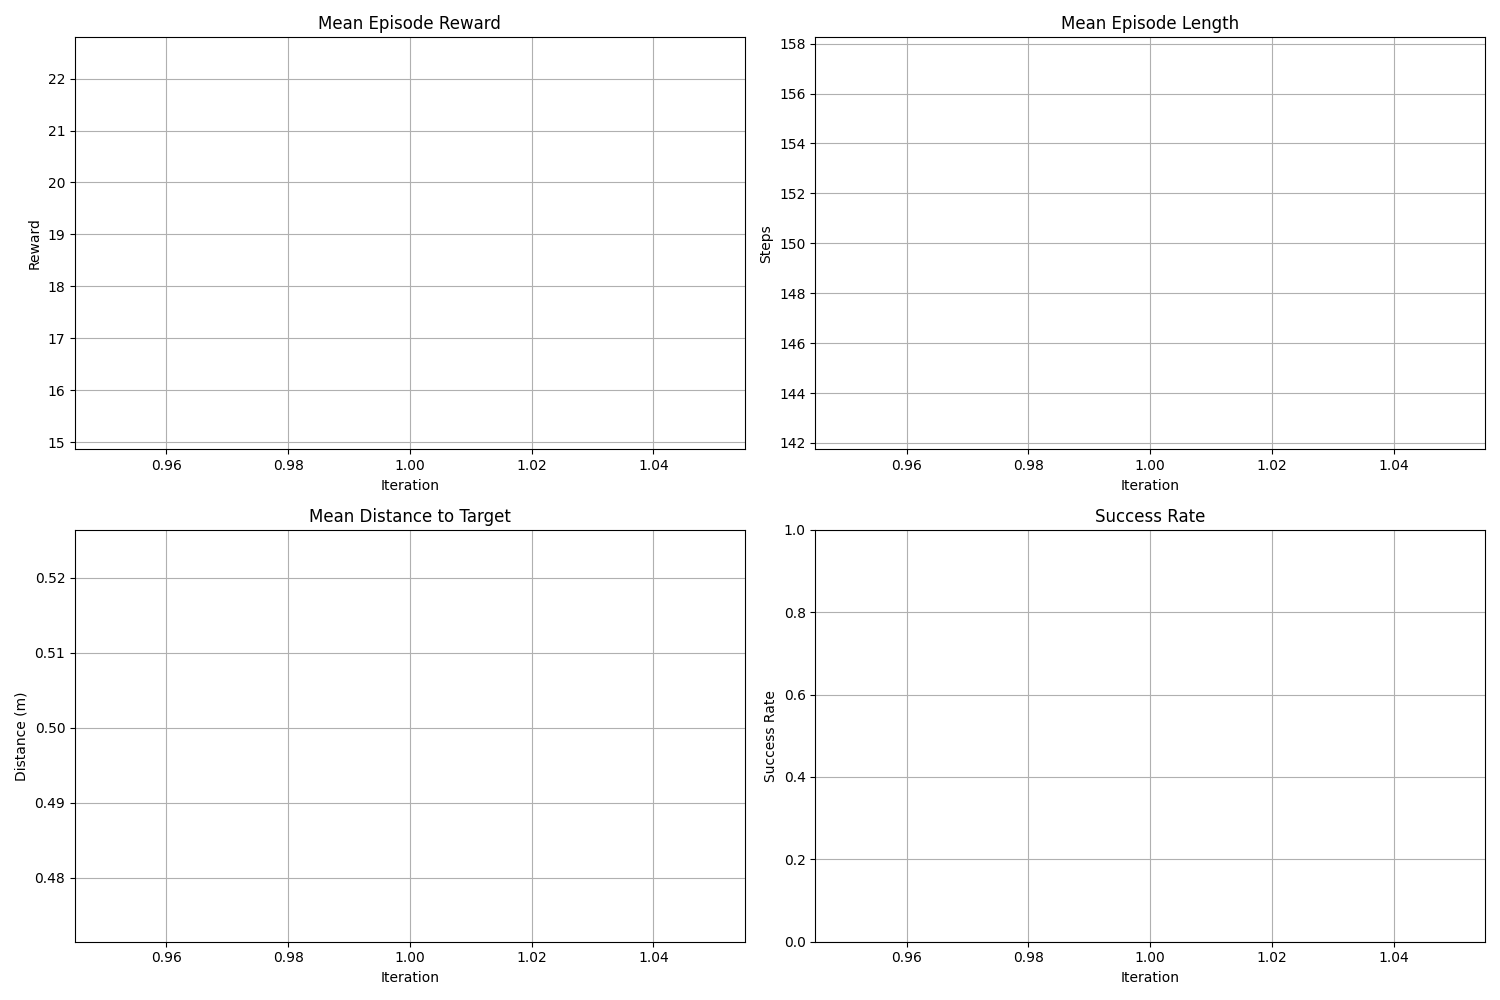 Mean Episode Reward
Reward
22
21
20
19
18
17
16
15
0.96 0.98 1.00 1.02 1.04
Iteration
Mean Episode Length
Steps
158
156
154
152
150
148
146
144
142
0.96 0.98 1.00 1.02 1.04
Iteration
Mean Distance to Target
Distance (m)
0.52
0.51
0.50
0.49
0.48
0.96 0.98 1.00 1.02 1.04
Iteration
Success Rate
Success Rate
1.0
0.8
0.6
0.4
0.2
0.0
0.96 0.98 1.00 1.02 1.04
Iteration